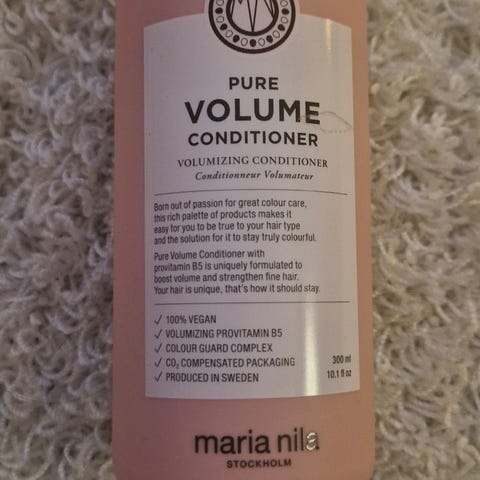 PURE
VOLUME
CONDITIONER
VOLUMIZING CONDITIONER
Conditionneur Volumateur
Born out of passion for great colour care,
this rich palette of products makes it
easy for you to be true to your hair type
and the solution for it to stay truly colourful.
Pure Volume Conditioner with
provitamin B5 is uniquely formulated to
boost volume and strengthen fine hair.
Your hair is unique, that's how it should stay.
✓ 100% VEGAN
✓ VOLUMIZING PROVITAMIN B5
✓ COLOUR GUARD COMPLEX
✓ CO₂ COMPENSATED PACKAGING
✓ PRODUCED IN SWEDEN
300 ml
10.1 fl oz
maria nila
STOCKHOLM